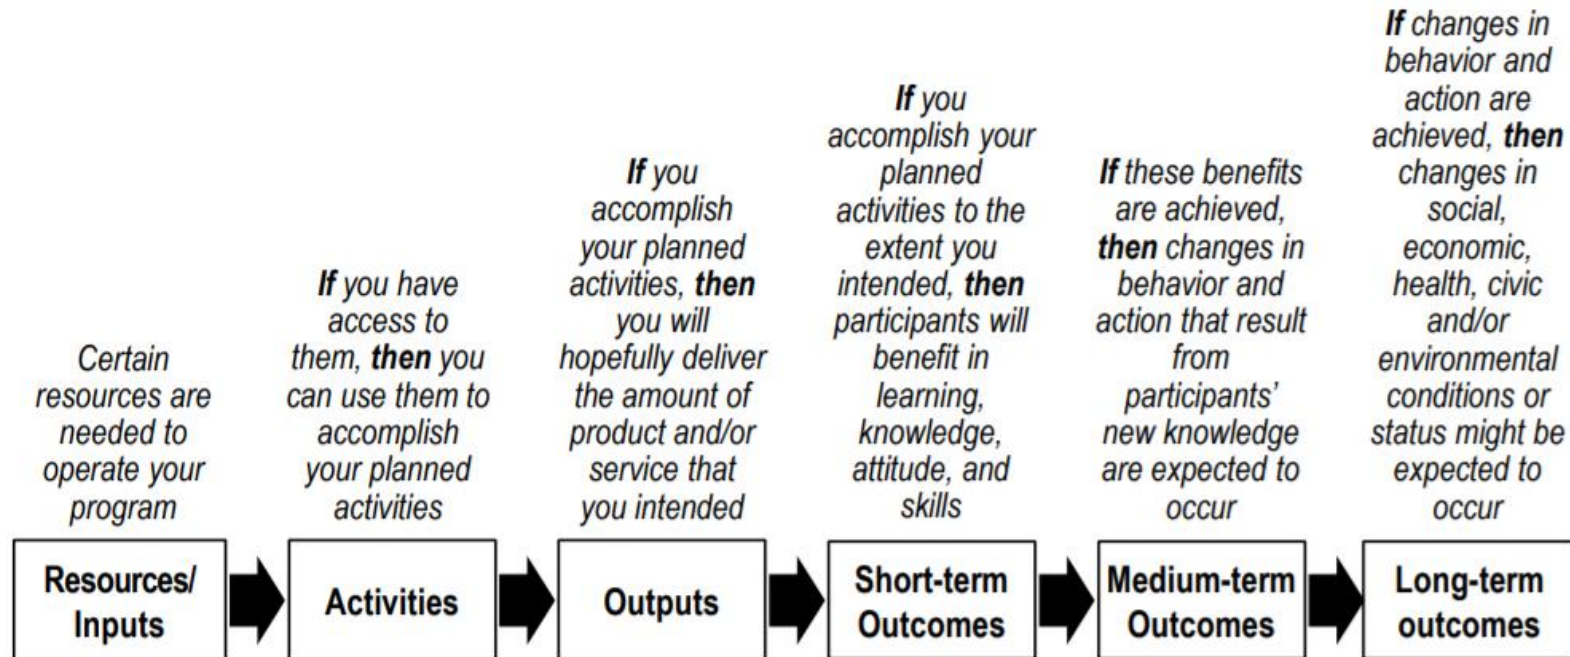 Certain
resources are
needed to
operate your
program
Resources/
Inputs
If you have
access to
them, then you
can use them to
accomplish
your planned
activities
Activities
If you
accomplish
your planned
activities, then
you will
hopefully deliver
the amount of
product and/or
service that
you intended
Outputs
If you
accomplish your
planned
activities to the
extent you
intended, then
participants will
benefit in
learning,
knowledge,
attitude, and
skills
Short-term
Outcomes
If these benefits
are achieved,
then changes in
behavior and
action that result
from
participants'
new knowledge
are expected to
occur
Medium-term
Outcomes
If changes in
behavior and
action are
achieved, then
changes in
social,
economic,
health, civic
and/or
environmental
conditions or
status might be
expected to
occur
Long-term
outcomes